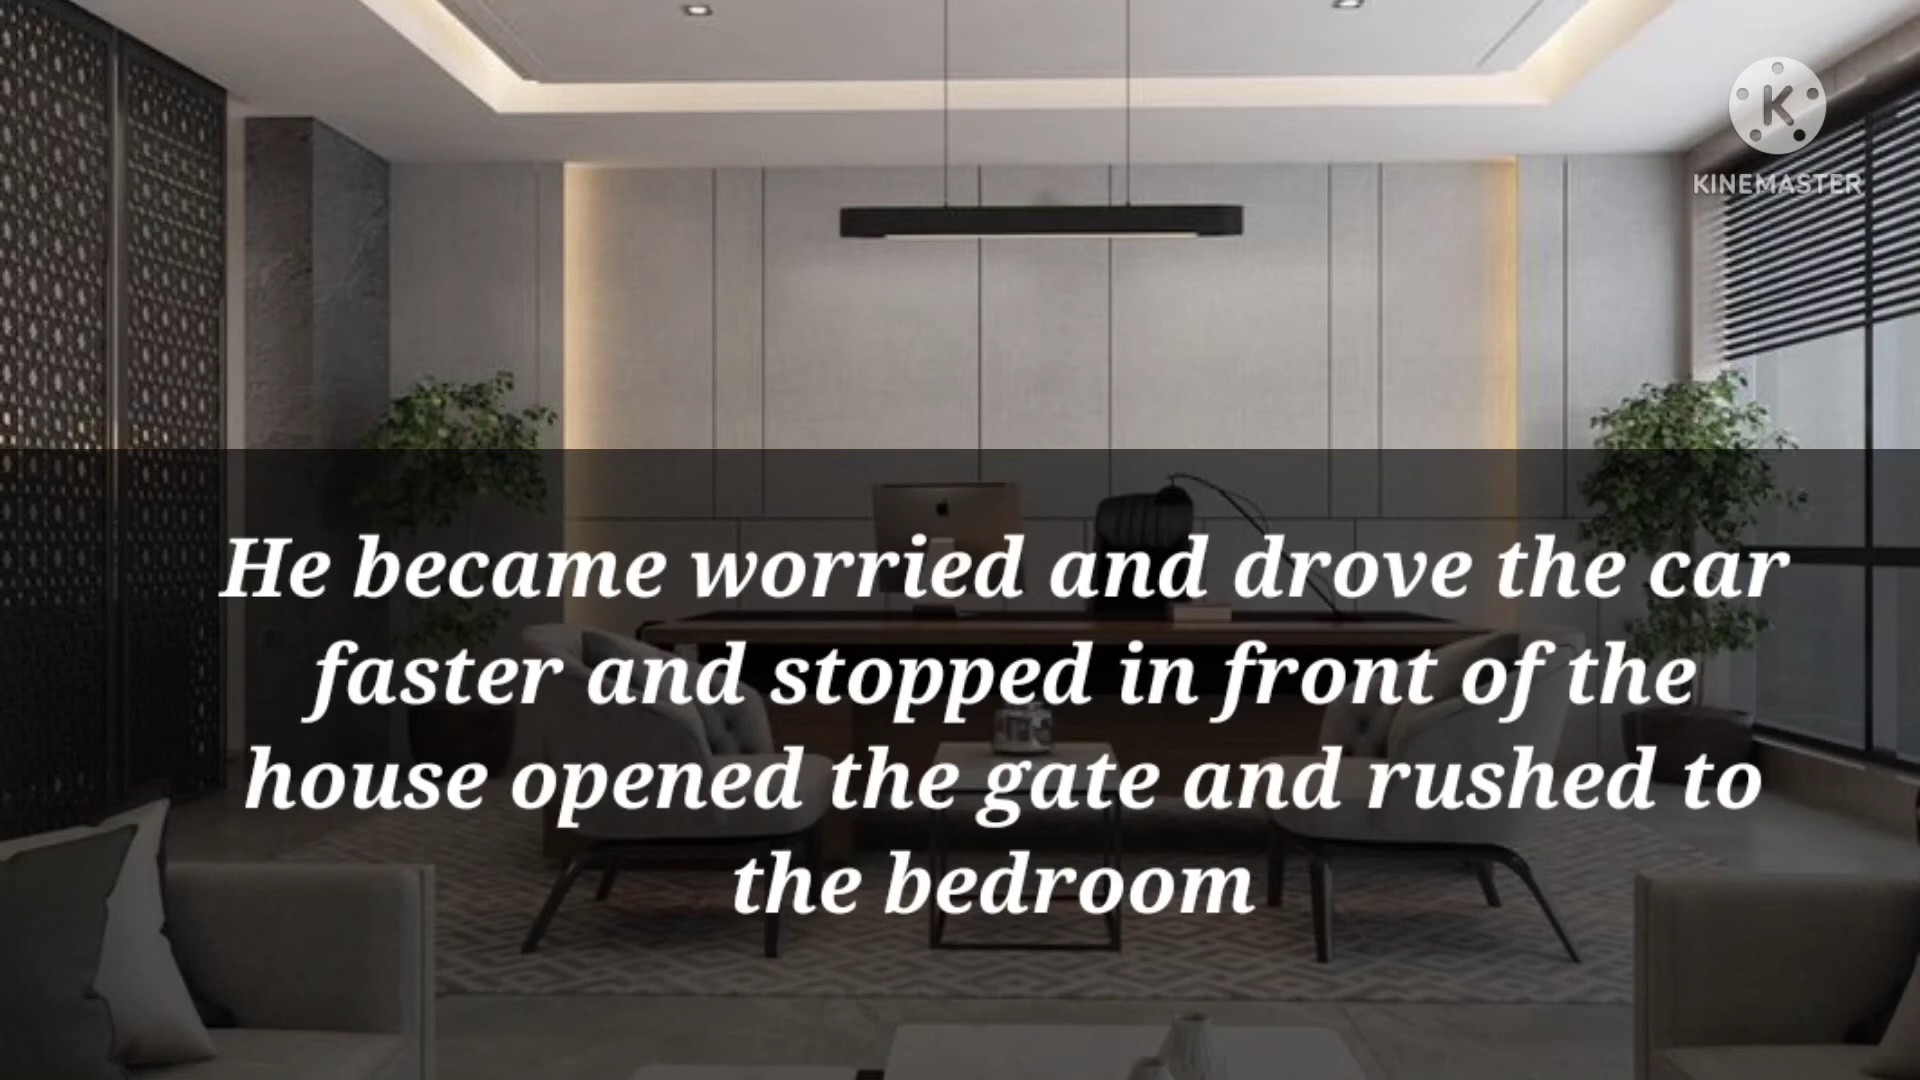 KINEMASTER
He became worried and drove the car
faster and stopped in front of the
house opened the gate and rushed to
the bedroom